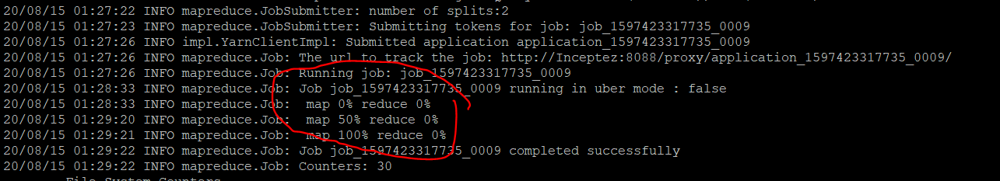 20/08/15 01:27:22 INFO mapreduce.JobSubmitter: number of splits:2
20/08/15 01:27:23 INFO mapreduce.JobSubmitter: Submitting tokens for job: job_1597423317735_0009
20/08/15 01:27:26 INFO impl.YarnClientImpl: Submitted application application_1597423317735_0009
20/08/15 01:27:26 INFO mapreduce.Job: The url to track the job: http://Inceptez:8088/proxy/application_1597423317735_0009/
20/08/15 01:27:26 INFO mapreduce.Job: Running job: job_1597423317735_0009
20/08/15 01:28:33 INFO mapreduce.Job: Job job_1597423317735_0009 running in uber mode : false
20/08/15 01:28:33 INFO mapreduce.Job:  map 0% reduce 0%
20/08/15 01:29:20 INFO mapreduce.Job:  map 50% reduce 0%
20/08/15 01:29:21 INFO mapreduce.Job:  map 100% reduce 0%
20/08/15 01:29:22 INFO mapreduce.Job: Job job_1597423317735_0009 completed successfully
20/08/15 01:29:22 INFO mapreduce.Job: Counters: 30
File System Counters